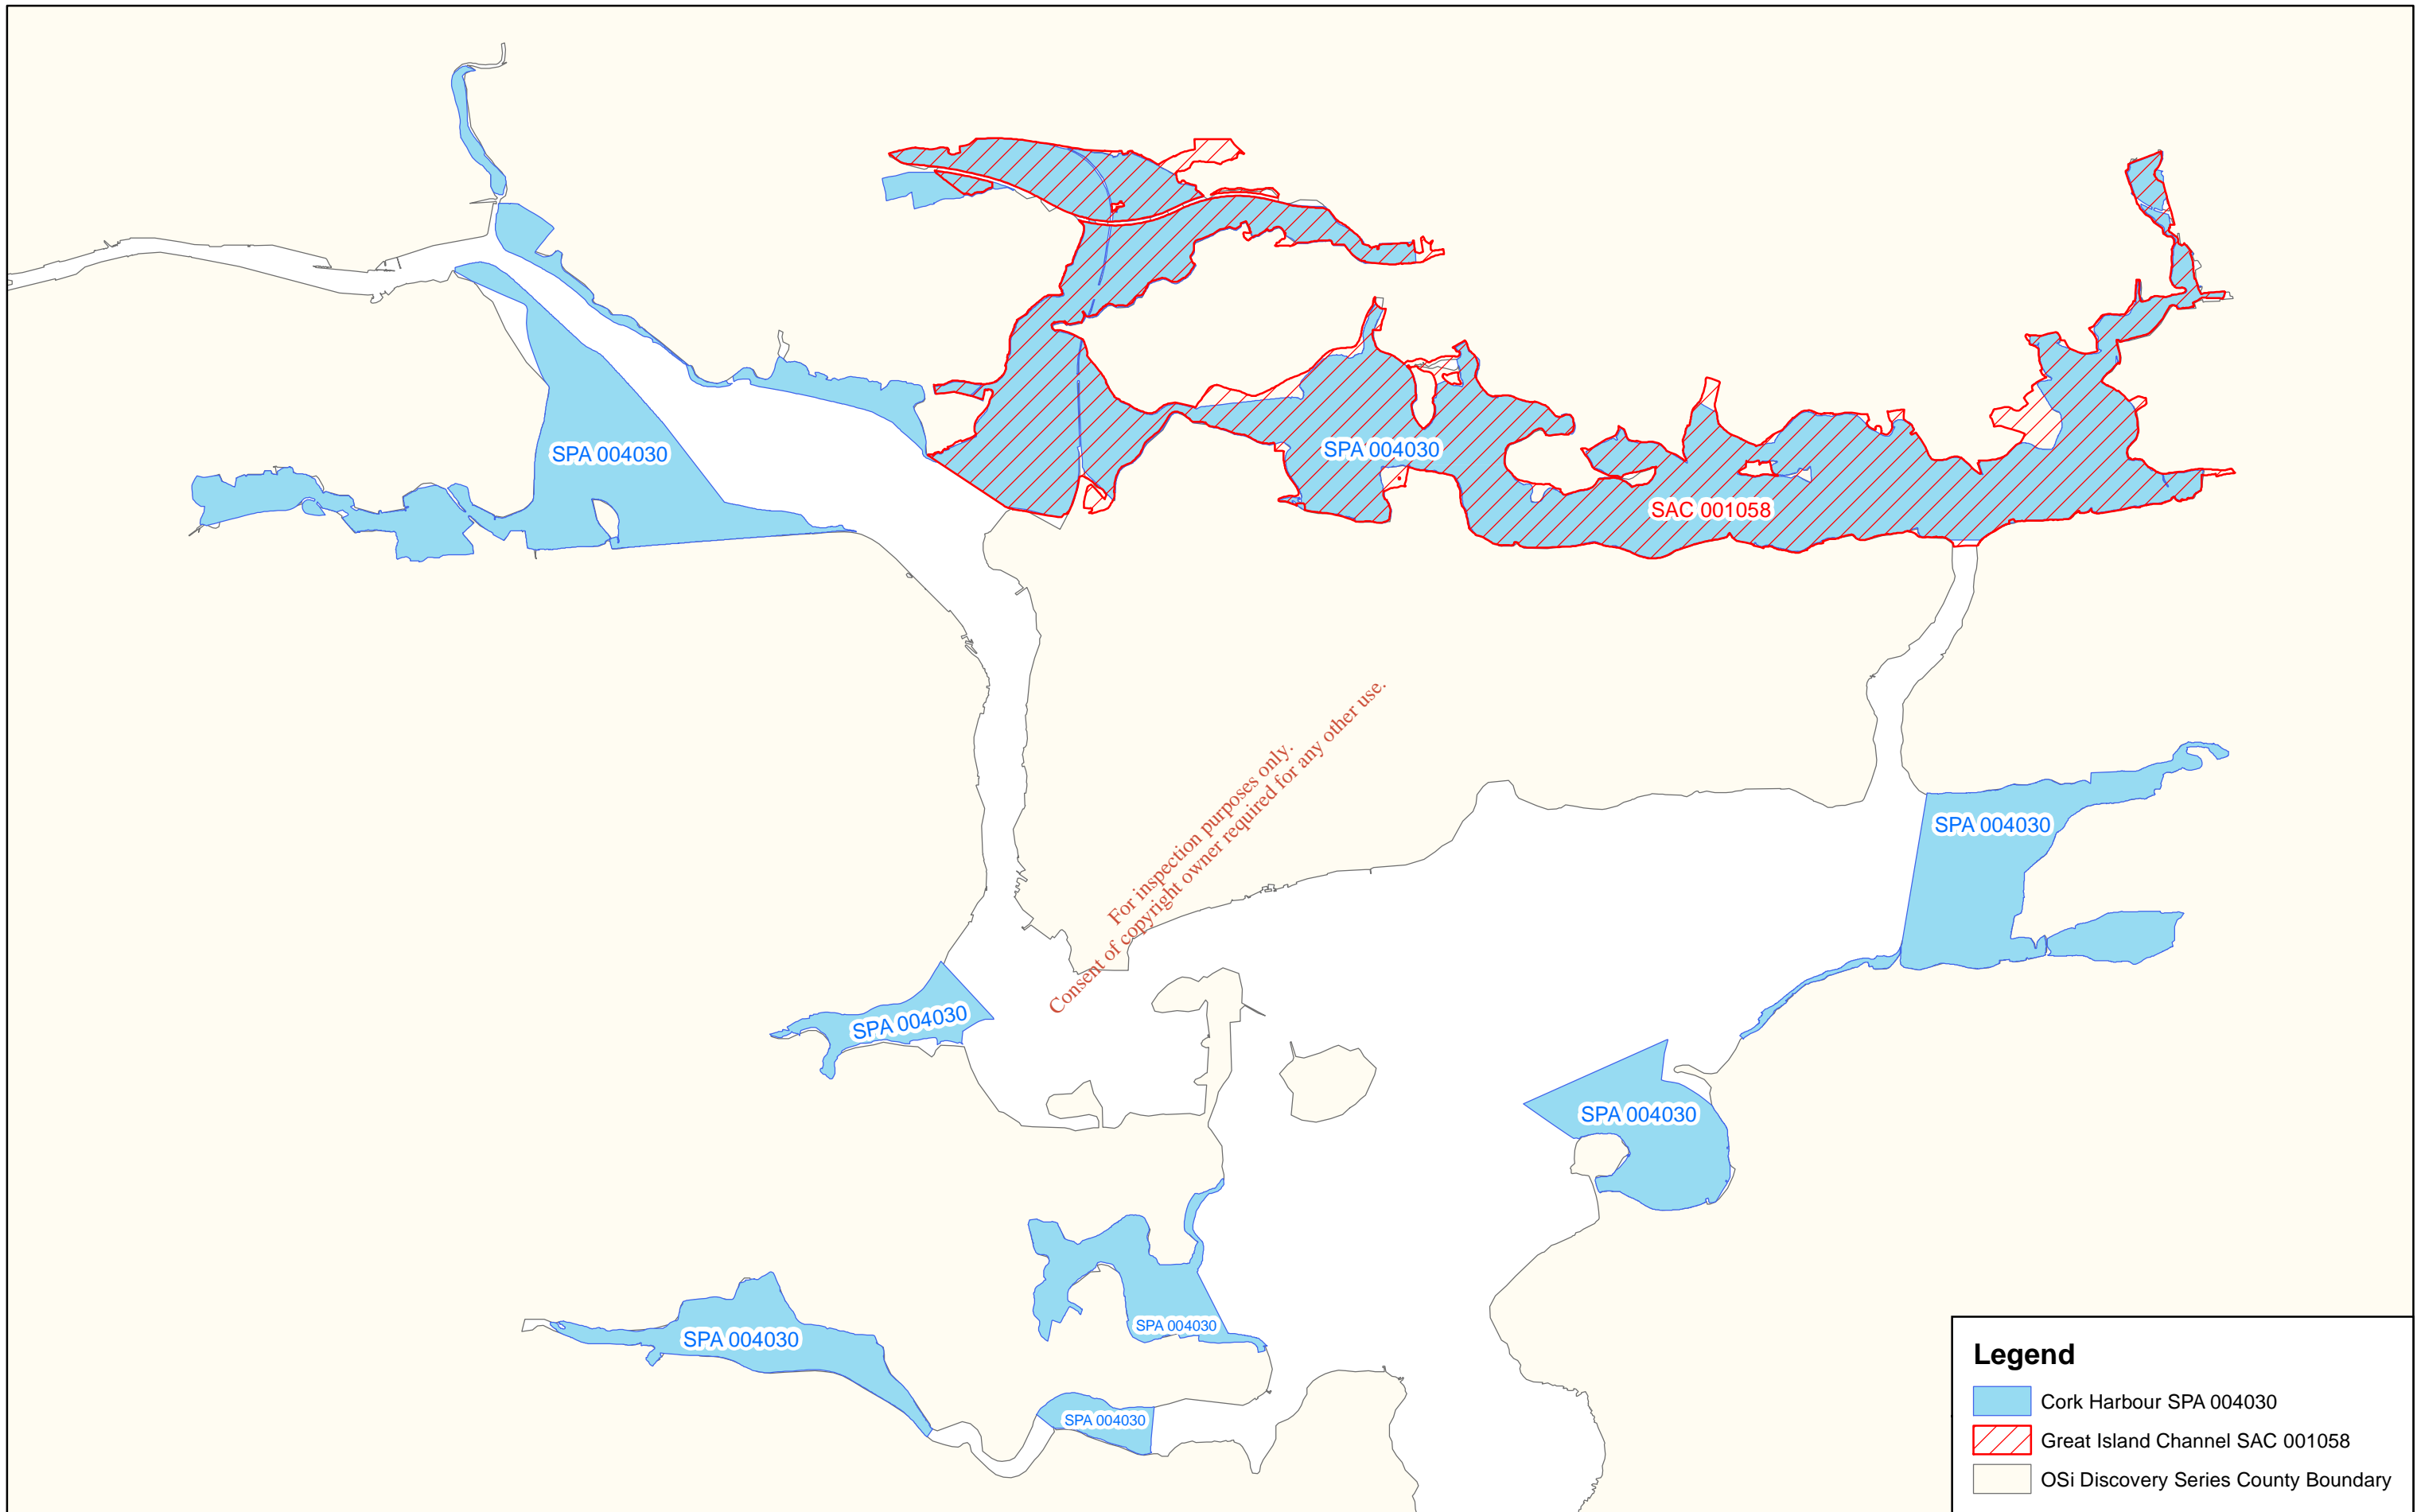 SPA 004030
SPA 004030
SAC 001058
For inspection purposes only.
Consent of copyright owner required for any other use.
SPA 004030
SPA 004030
SPA 004030
SPA 004030
SPA 004030
SPA 004030
Legend
Cork Harbour SPA 004030
Great Island Channel SAC 001058
OSi Discovery Series County Boundary